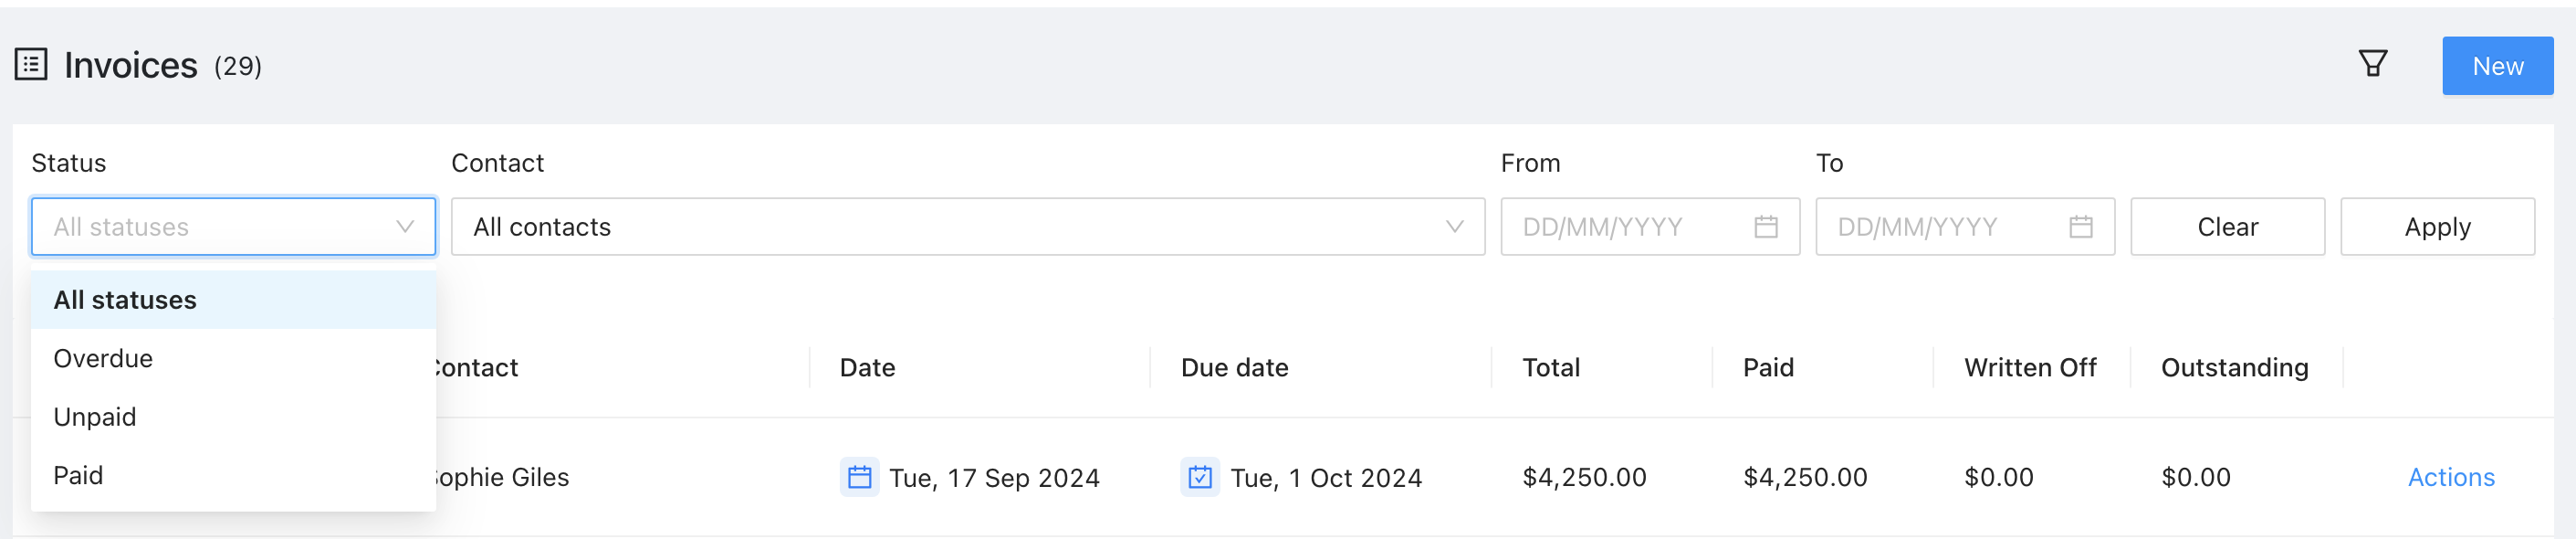 Invoices (29)
New
Status
Contact
From
To
All statuses
All contacts
DD/MM/YYYY
DD/MM/YYYY
Clear
Apply
All statuses
Overdue
Unpaid
Paid
Contact
Date
Due date
Total
Paid
Written Off
Outstanding
Sophie Giles
Tue, 17 Sep 2024
Tue, 1 Oct 2024
$4,250.00
$4,250.00
$0.00
$0.00
Actions